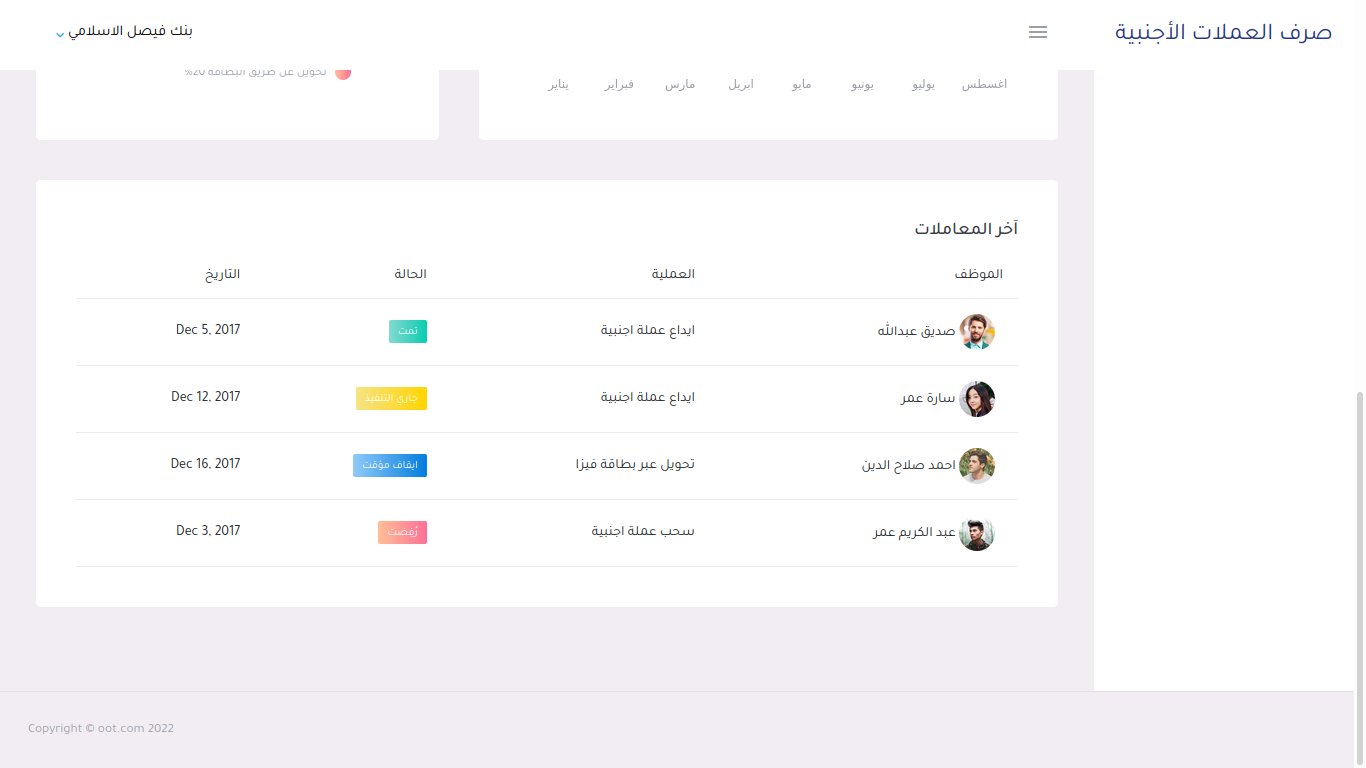 صرف العملات الأجنبية
بنك فيصل الاسلامي
اغسطس يوليو يونيو مايو ابريل مارس فبراير يناير
تحويل عن طريق البطاقة 20%
آخر المعاملات
الموظف العملية الحالة التاريخ
صديق عبدالله ايداع عملة اجنبية تمت Dec 5, 2017
سارة عمر ايداع عملة اجنبية جاري التنفيذ Dec 12, 2017
احمد صلاح الدين تحويل عبر بطاقة فيزا ايقاف مؤقت Dec 16, 2017
عبد الكريم عمر سحب عملة اجنبية رُفِضت Dec 3, 2017
Copyright © oot.com 2022